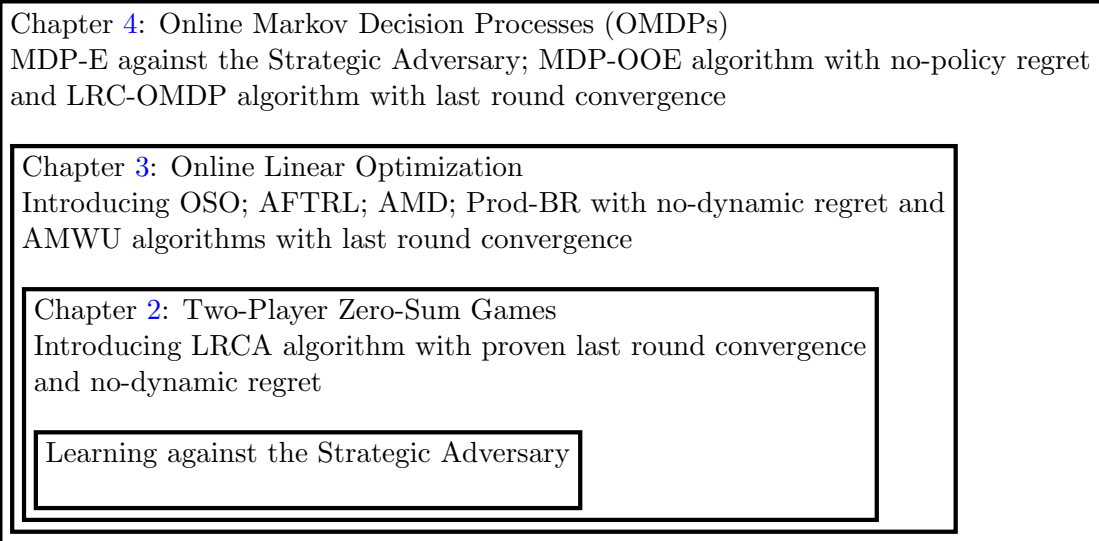 Chapter 4: Online Markov Decision Processes (OMDPs)
MDP-E against the Strategic Adversary; MDP-OOE algorithm with no-policy regret
and LRC-OMDP algorithm with last round convergence
Chapter 3: Online Linear Optimization
Introducing OSO; AFTRL; AMD; Prod-BR with no-dynamic regret and
AMWU algorithms with last round convergence
Chapter 2: Two-Player Zero-Sum Games
Introducing LRCA algorithm with proven last round convergence
and no-dynamic regret
Learning against the Strategic Adversary